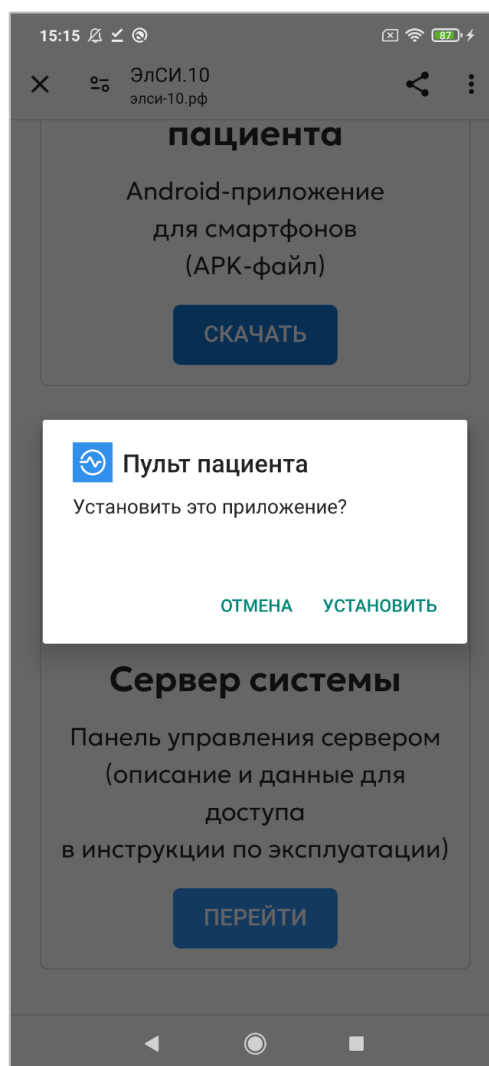 15:15
87
ЭлСИ.10
элси-10.рф
пациента
Android-приложение
для смартфонов
(APK-файл)
СКАЧАТЬ
Пульт пациента
Установить это приложение?
ОТМЕНА УСТАНОВИТЬ
Сервер системы
Панель управления сервером
(описание и данные для
доступа
в инструкции по эксплуатации)
ПЕРЕЙТИ